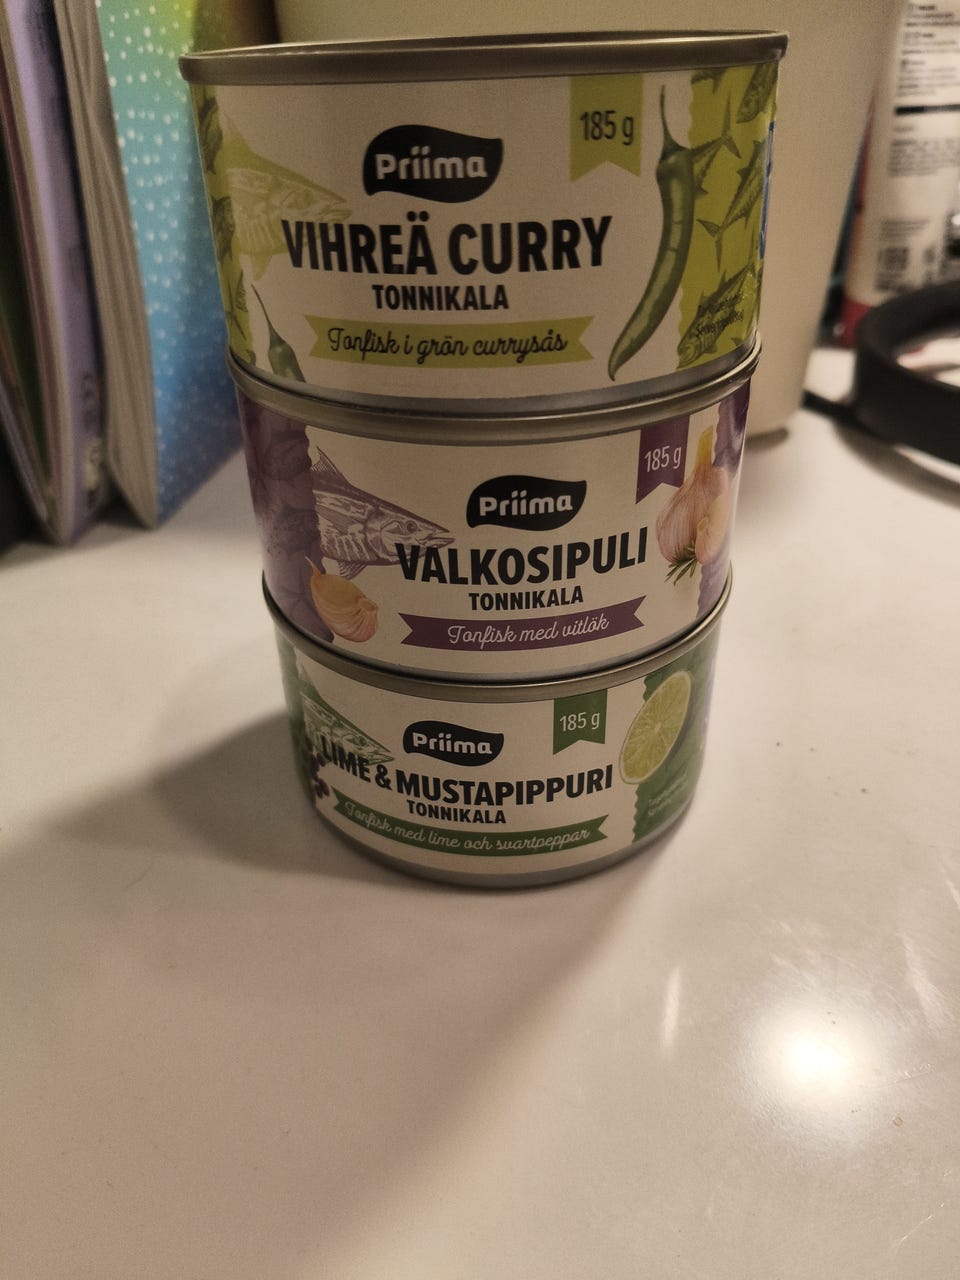 185 g
Priima
VIHREÄ CURRY
TONNIKALA
Tonfisk i grön currysås
185 g
Priima
VALKOSIPULI
TONNIKALA
Tonfisk med vitlök
185 g
Priima
LIME & MUSTAPIPPURI
TONNIKALA
Tonfisk med lime och svartpeppar